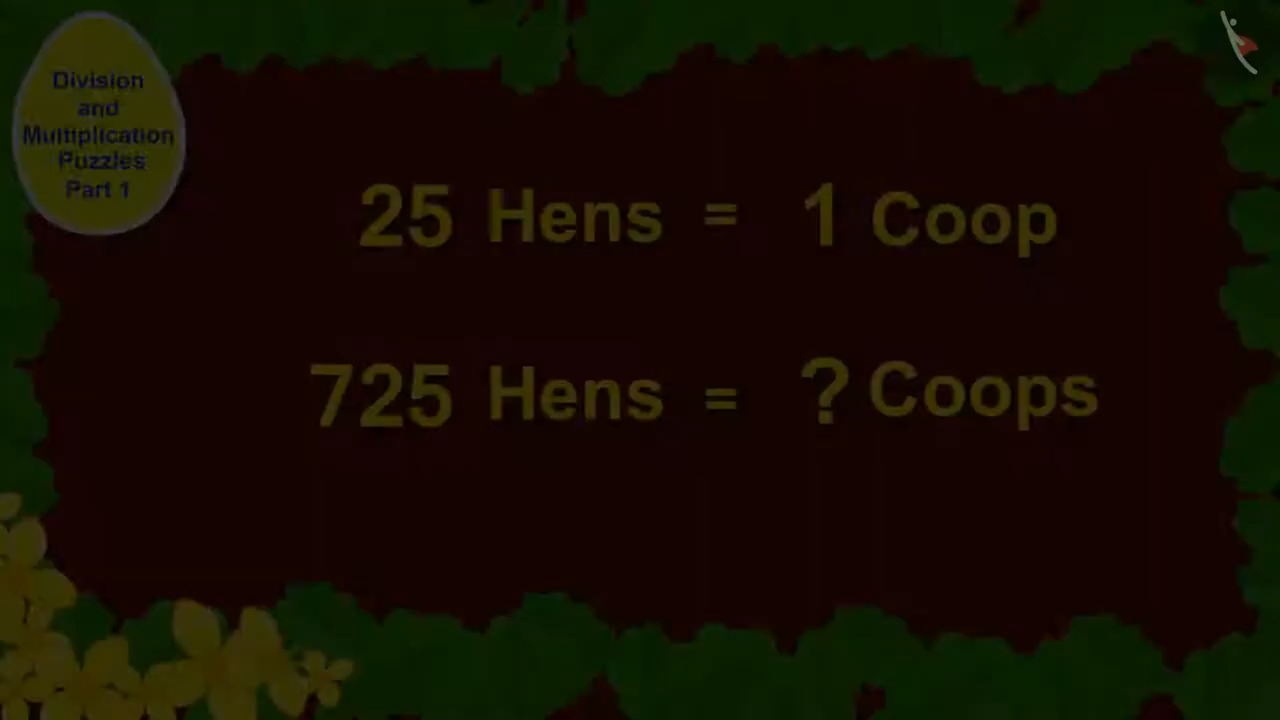 Division
and
Multiplication
Puzzles
Part 1
25 Hens = 1 Coop
725 Hens = ? Coops